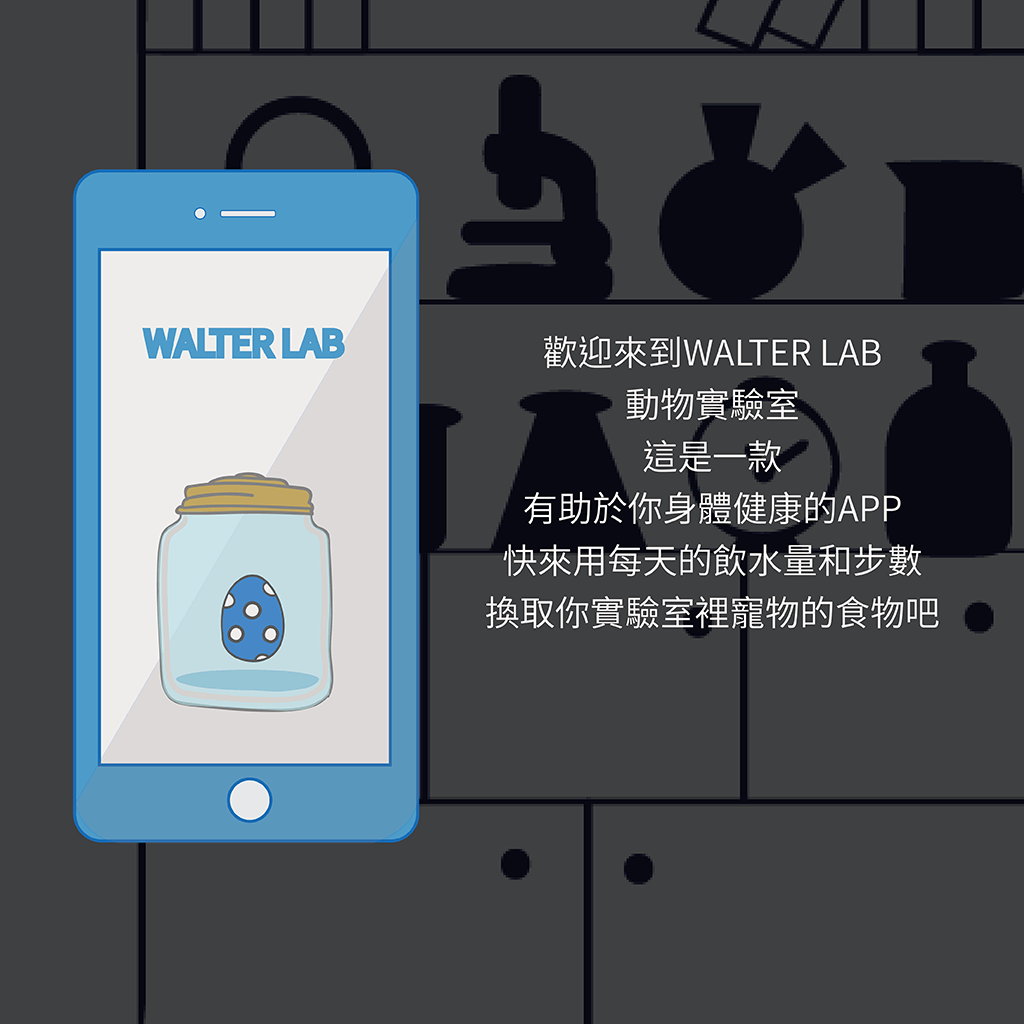 WALTER LAB
歡迎來到WALTER LAB
動物實驗室
這是一款
有助於你身體健康的APP
快來用每天的飲水量和步數
換取你實驗室裡寵物的食物吧